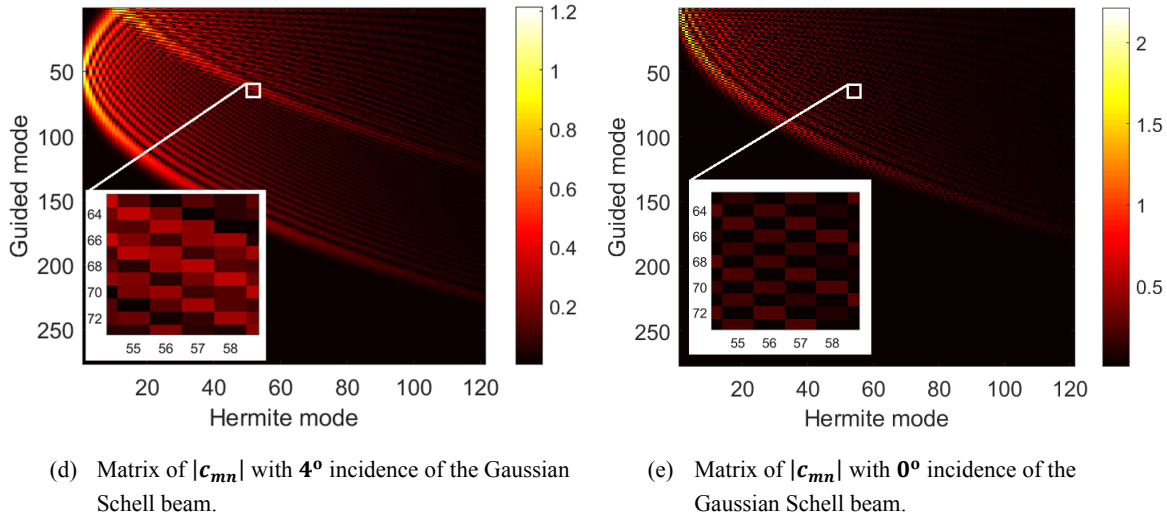 1.2
1
0.8
0.6
0.4
0.2
50
100
150
200
250
Guided mode
64
66
68
70
72
55 56 57 58
20 40 60 80 100 120
Hermite mode
(d) Matrix of |c_mn| with 4° incidence of the Gaussian
Schell beam.
2
1.5
1
0.5
50
100
150
200
250
Guided mode
64
66
68
70
72
55 56 57 58
20 40 60 80 100 120
Hermite mode
(e) Matrix of |c_mn| with 0° incidence of the
Gaussian Schell beam.